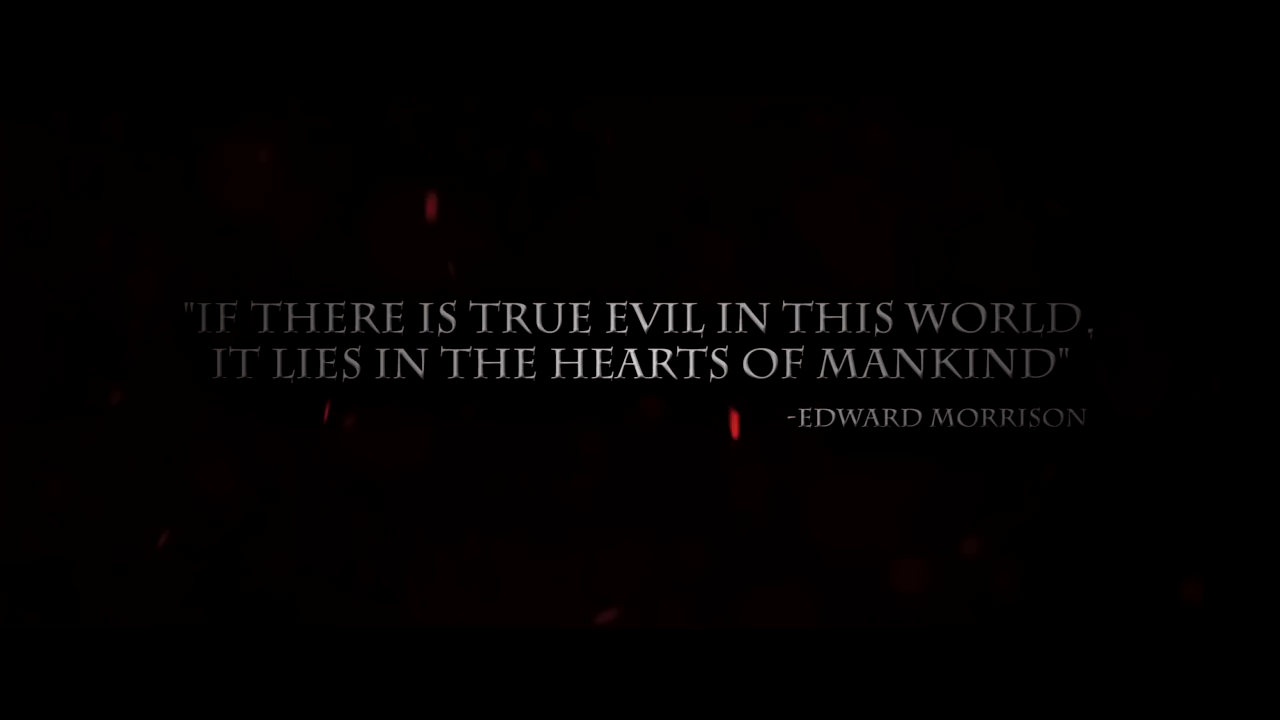 "IF THERE IS TRUE EVIL IN THIS WORLD,
IT LIES IN THE HEARTS OF MANKIND"
-EDWARD MORRISON